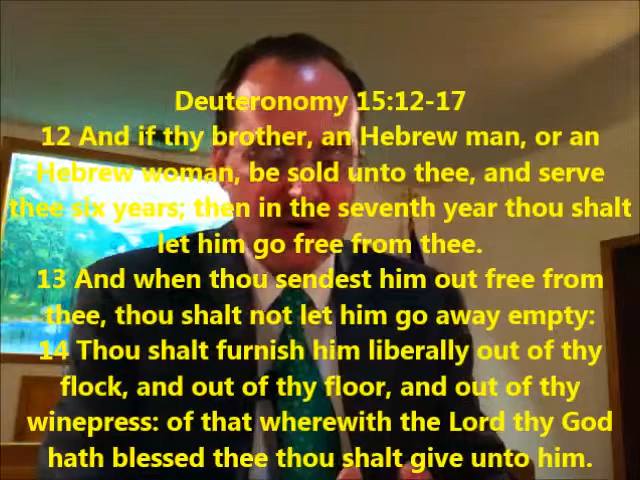 Deuteronomy 15:12-17
12 And if thy brother, an Hebrew man, or an
Hebrew woman, be sold unto thee, and serve
thee six years; then in the seventh year thou shalt
let him go free from thee.
13 And when thou sendest him out free from
thee, thou shalt not let him go away empty:
14 Thou shalt furnish him liberally out of thy
flock, and out of thy floor, and out of thy
winepress: of that wherewith the Lord thy God
hath blessed thee thou shalt give unto him.